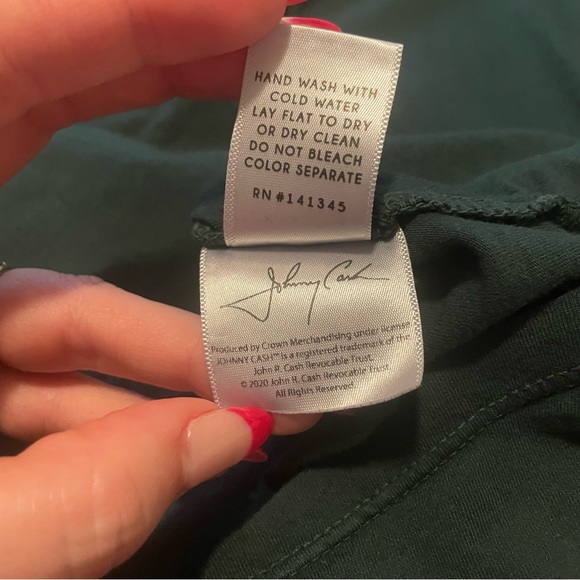 HAND WASH WITH
COLD WATER
LAY FLAT TO DRY
OR DRY CLEAN
DO NOT BLEACH
COLOR SEPARATE
RN #141345
Johnny Cash
Produced by Crown Merchandising under license
JOHNNY CASH™ is a registered trademark of the
John R. Cash Revocable Trust.
© 2020 John R. Cash Revocable Trust.
All Rights Reserved.